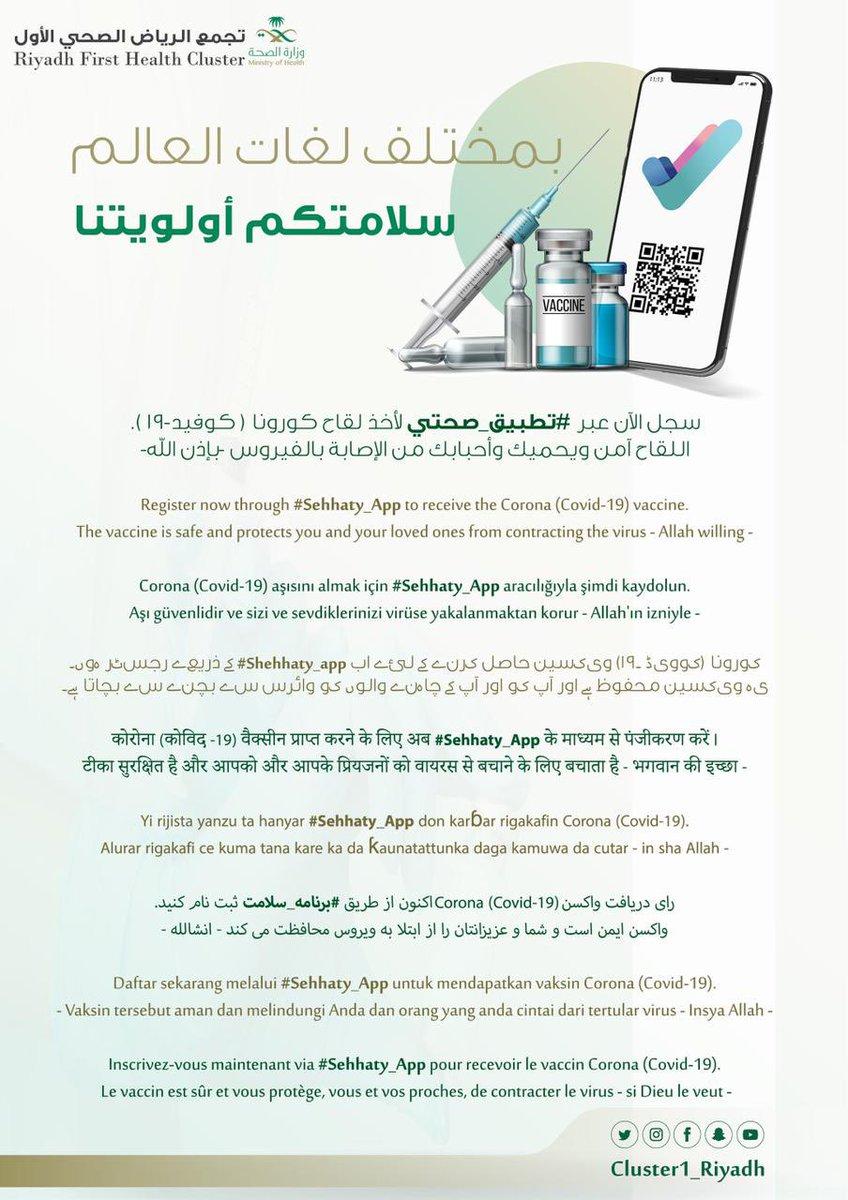 تجمع الرياض الصحي الأول
Riyadh First Health Cluster
وزارة الصحة
Ministry of Health
11:13
بمختلف لغات العالم
سلامتكم أولويتنا
VACCINE
سجل الآن عبر #تطبيق_صحتي لأخذ لقاح كورونا ( كوفيد-١٩ ).
اللقاح آمن ويحميك وأحبابك من الإصابة بالفيروس -بإذن الله-
Register now through #Sehhaty_App to receive the Corona (Covid-19) vaccine.
The vaccine is safe and protects you and your loved ones from contracting the virus - Allah willing -
Corona (Covid-19) aşısını almak için #Sehhaty_App aracılığıyla şimdi kaydolun.
Aşı güvenlidir ve sizi ve sevdiklerinizi virüse yakalanmaktan korur - Allah'ın izniyle -
کورونا (کوویڈ ۔۱۹) ویکسین حاصل کرنے کے لئے اب #Shehhaty_app کے ذریعے رجسٹر ہوں۔
یہ ویکسین محفوظ ہے اور آپ کو اور آپ کے چاہنے والوں کو وائرس سے بچنے سے بچاتا ہے۔
कोरोना (कोविद -19) वैक्सीन प्राप्त करने के लिए अब #Sehhaty_App के माध्यम से पंजीकरण करें।
टीका सुरक्षित है और आपको और आपके प्रियजनों को वायरस से बचाने के लिए बचाता है - भगवान की इच्छा -
Yi rijista yanzu ta hanyar #Sehhaty_App don karɓar rigakafin Corona (Covid-19).
Alurar rigakafi ce kuma tana kare ka da ƙaunatattunka daga kamuwa da cutar - in sha Allah -
رای دریافت واکسن Corona (Covid-19) اکنون از طریق #برنامه_سلامت ثبت نام کنید.
واکسن ایمن است و شما و عزیزانتان را از ابتلا به ویروس محافظت می کند - انشالله -
Daftar sekarang melalui #Sehhaty_App untuk mendapatkan vaksin Corona (Covid-19).
- Vaksin tersebut aman dan melindungi Anda dan orang yang anda cintai dari tertular virus - Insya Allah -
Inscrivez-vous maintenant via #Sehhaty_App pour recevoir le vaccin Corona (Covid-19).
Le vaccin est sûr et vous protège, vous et vos proches, de contracter le virus - si Dieu le veut -
Cluster1_Riyadh